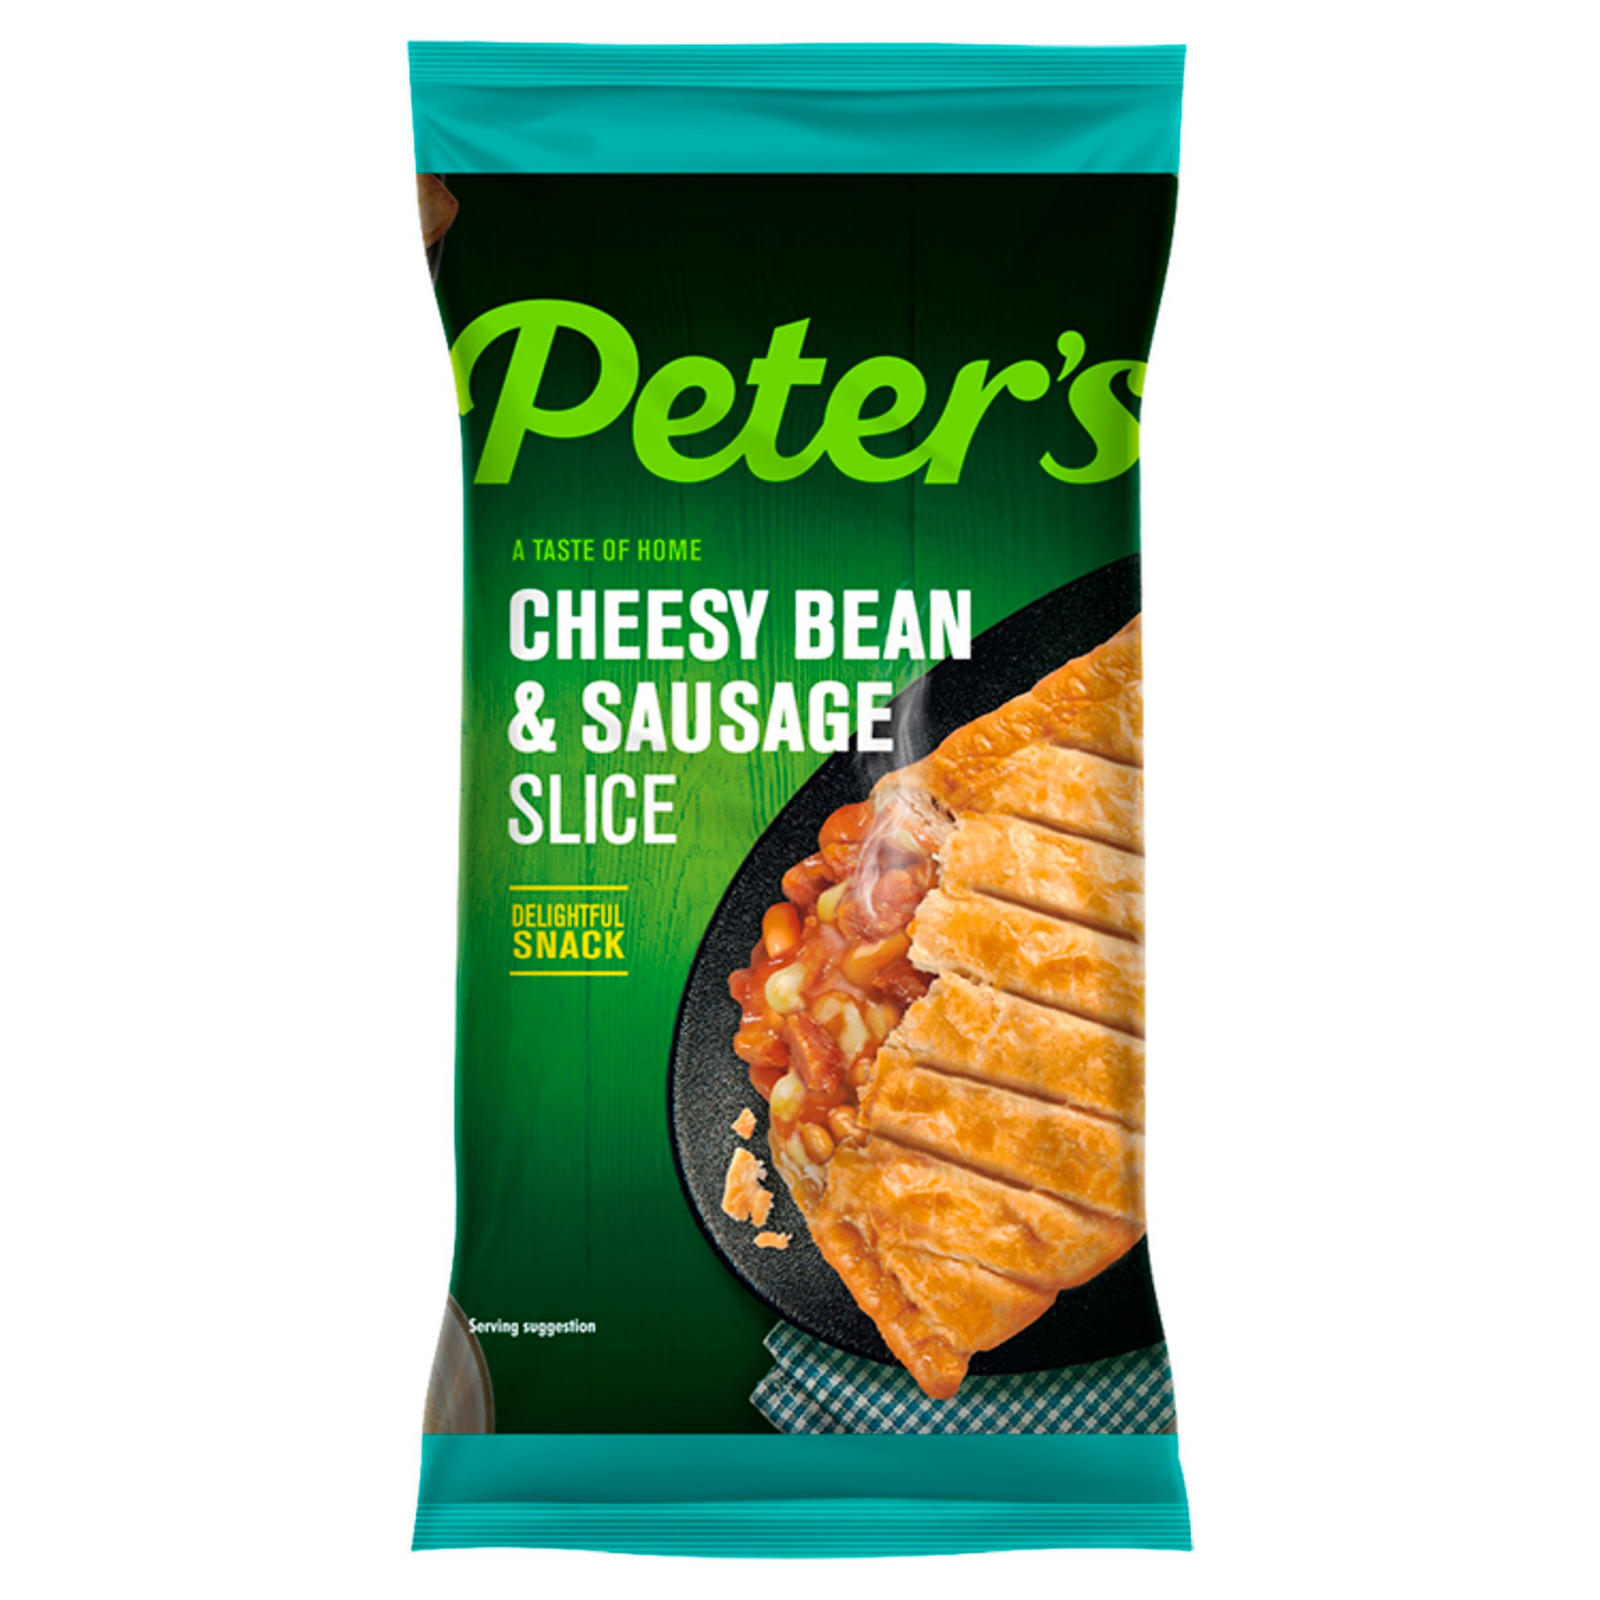 Peter's
A TASTE OF HOME
CHEESY BEAN
& SAUSAGE
SLICE
DELIGHTFUL
SNACK
Serving suggestion